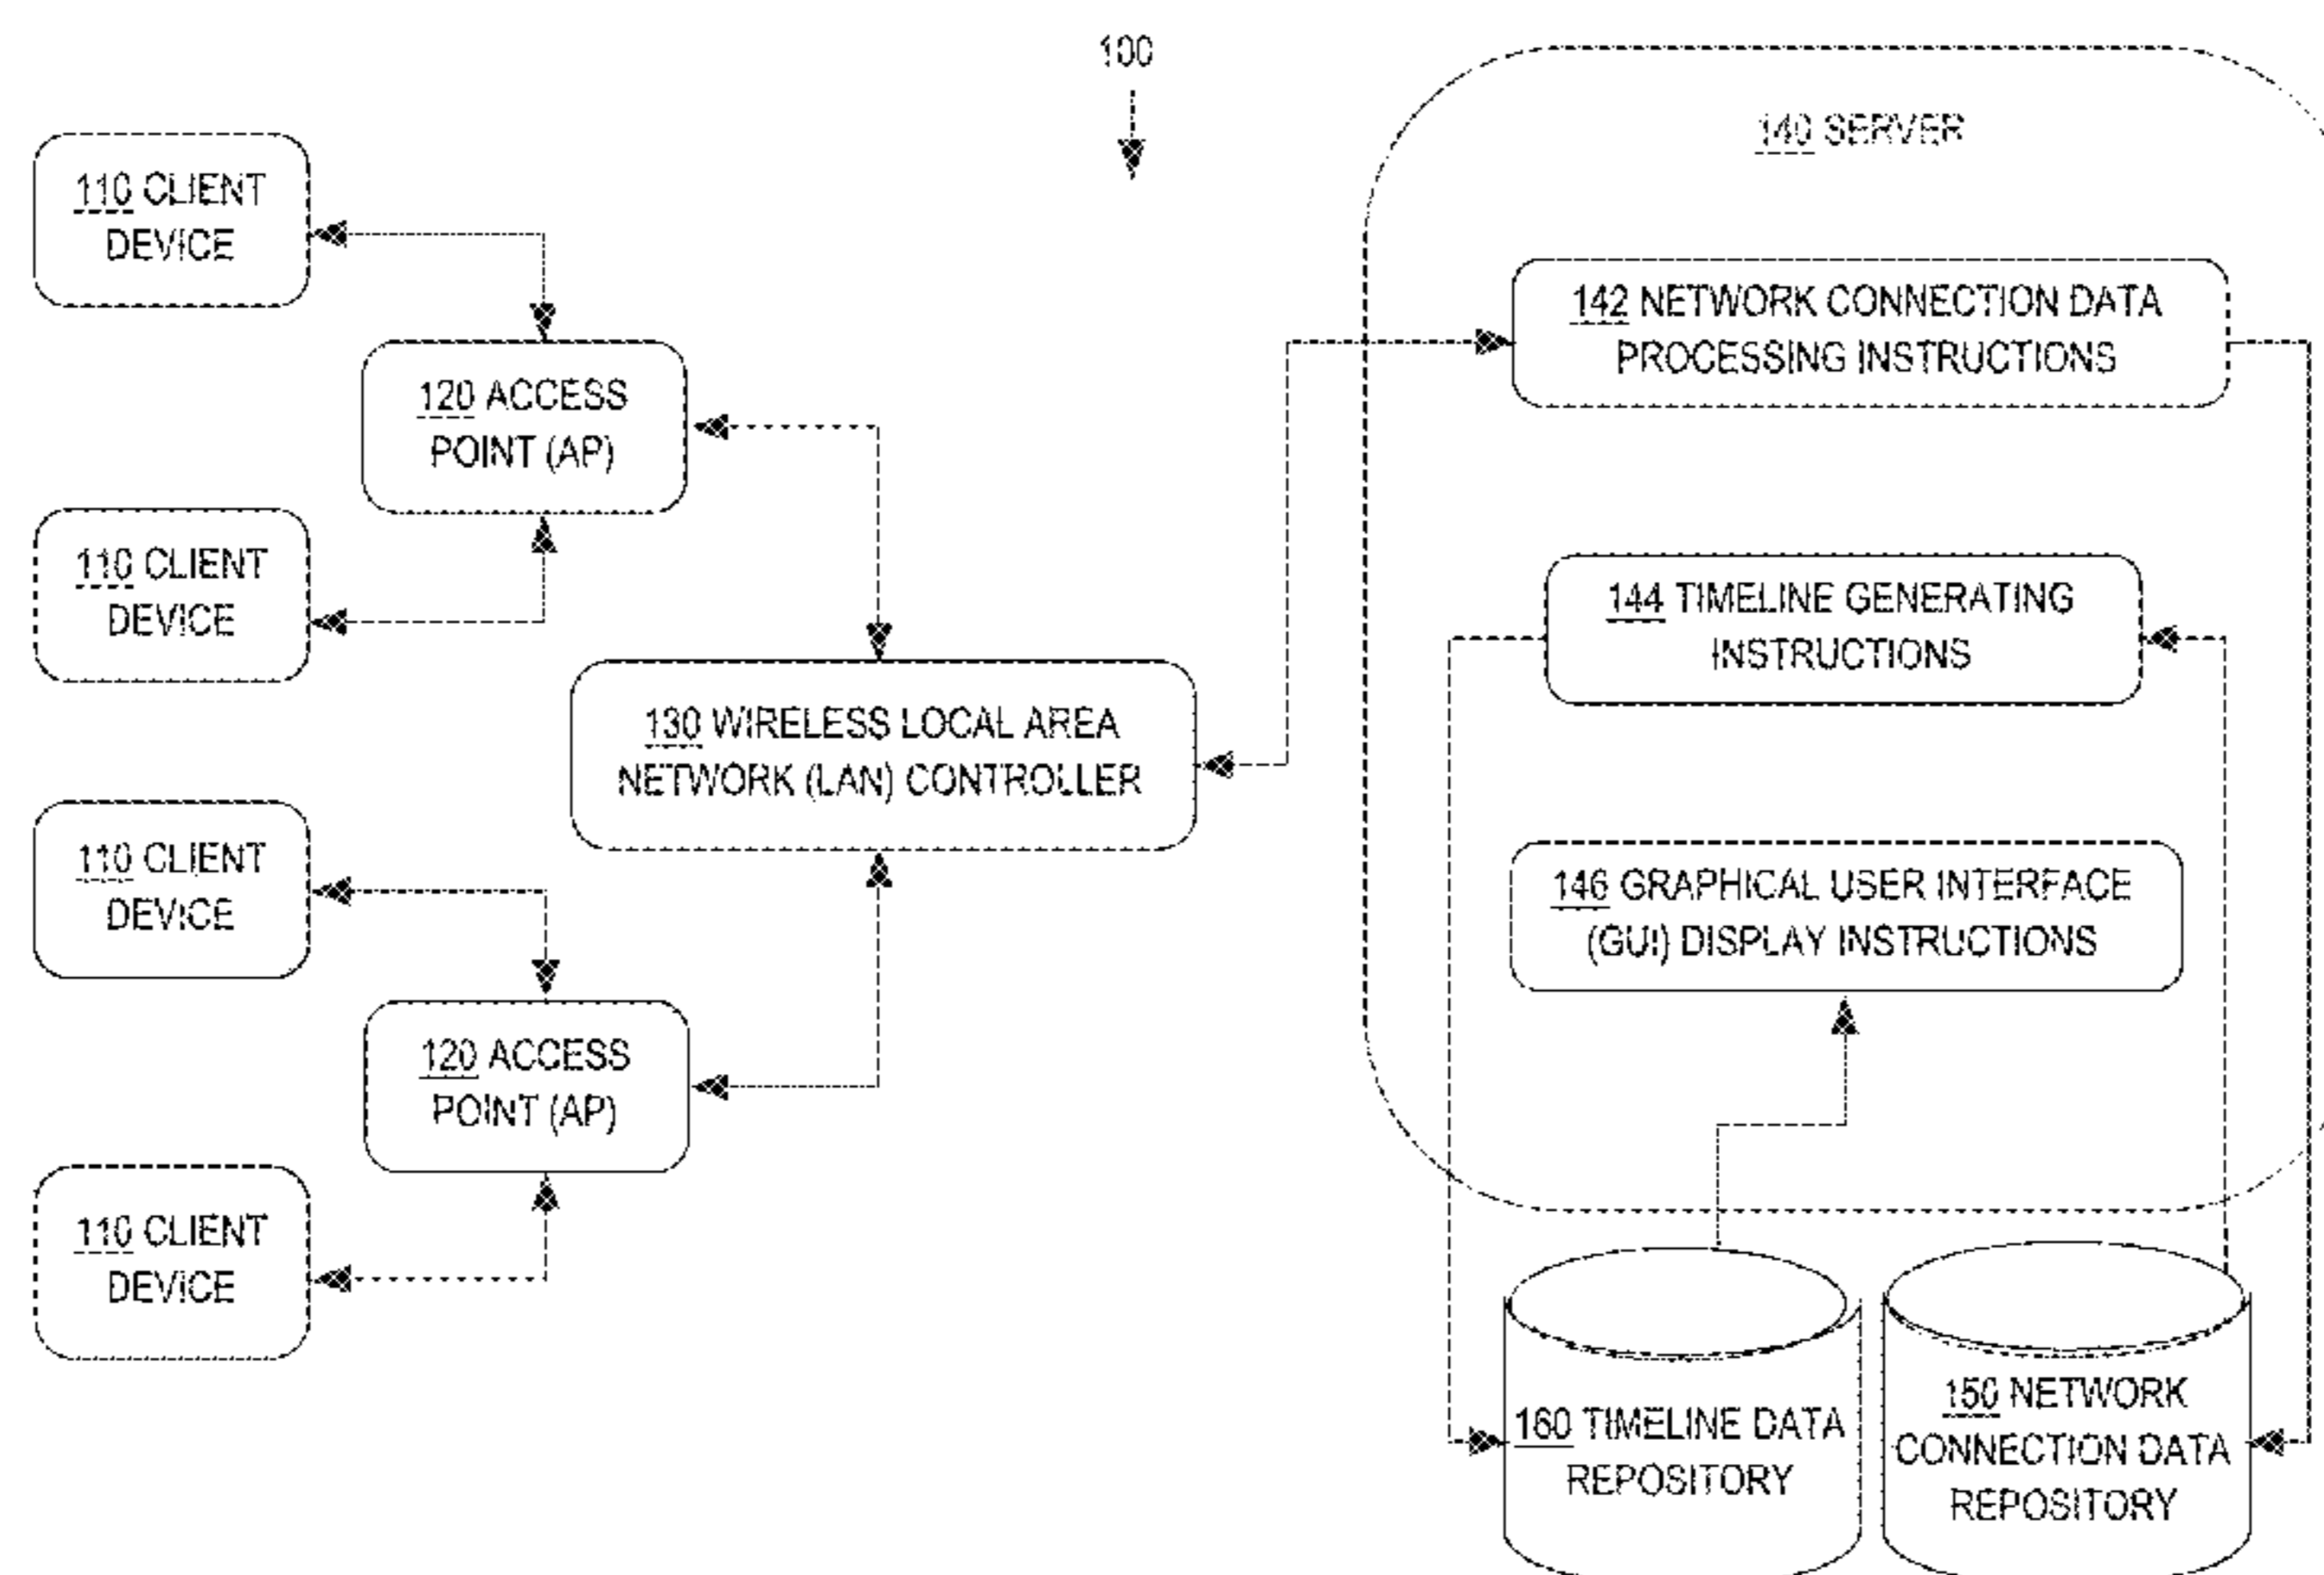 100
110 CLIENT
DEVICE
120 ACCESS
POINT (AP)
110 CLIENT
DEVICE
130 WIRELESS LOCAL AREA
NETWORK (LAN) CONTROLLER
110 CLIENT
DEVICE
120 ACCESS
POINT (AP)
110 CLIENT
DEVICE
140 SERVER
142 NETWORK CONNECTION DATA
PROCESSING INSTRUCTIONS
144 TIMELINE GENERATING
INSTRUCTIONS
146 GRAPHICAL USER INTERFACE
(GUI) DISPLAY INSTRUCTIONS
160 TIMELINE DATA
REPOSITORY
150 NETWORK
CONNECTION DATA
REPOSITORY